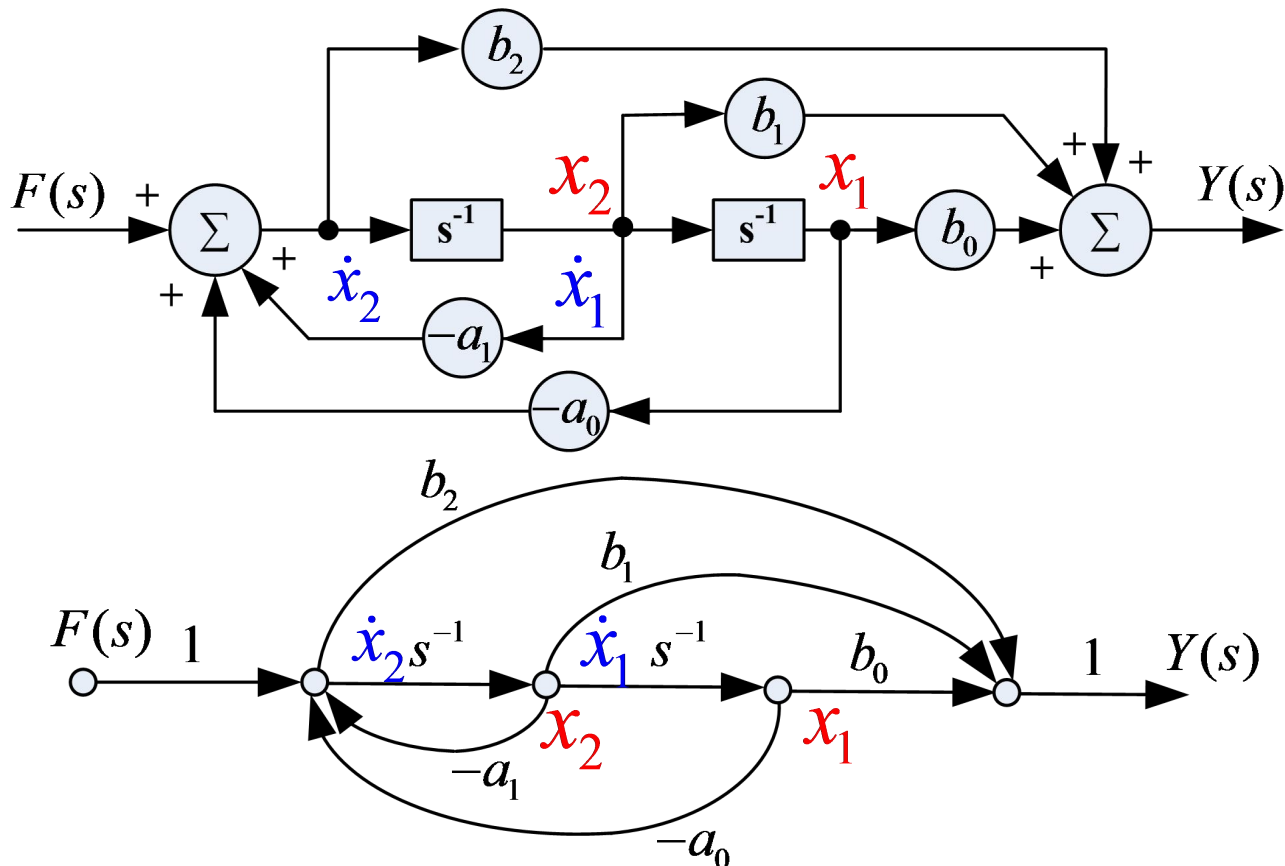 b₂
b₁
F(s) + Σ s⁻¹ x₂ s⁻¹ x₁ b₀ + + + Σ Y(s)
+ + ẋ₂ ẋ₁
−a₁
−a₀
b₂
b₁
F(s) 1 ẋ₂ s⁻¹ ẋ₁ s⁻¹ b₀ 1 Y(s)
x₂ x₁
−a₁
−a₀